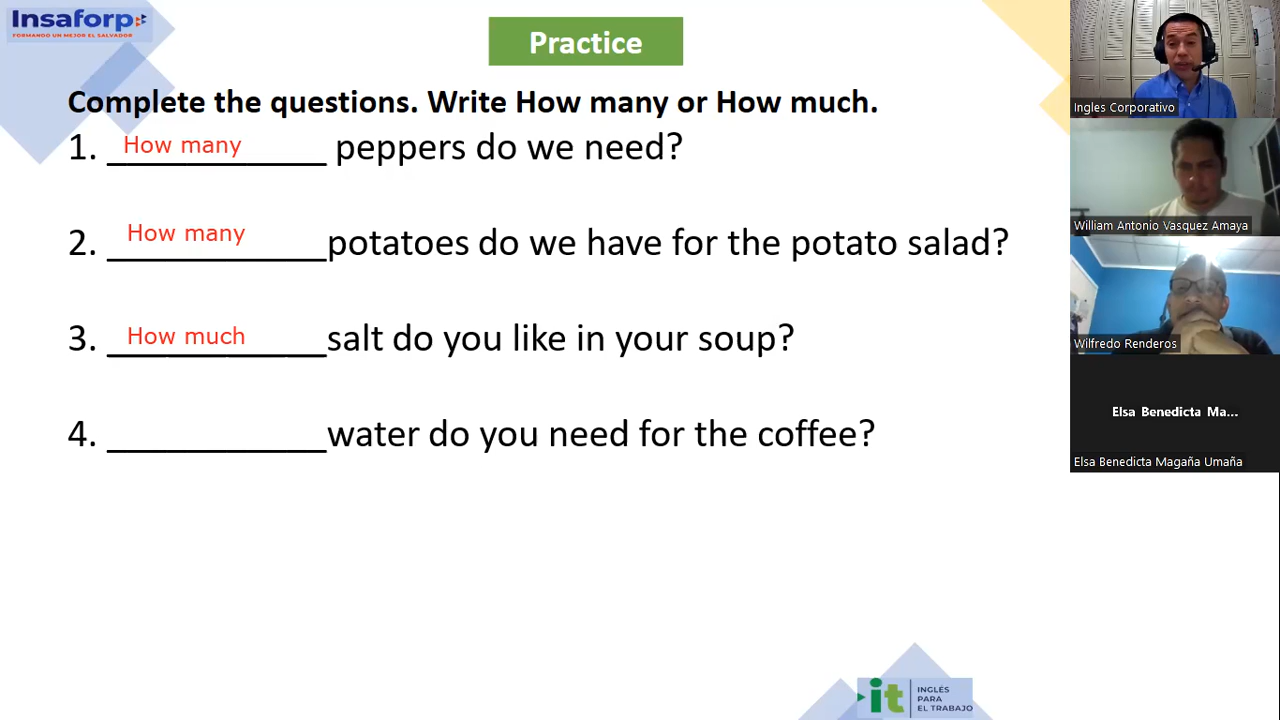 Insaforp
FORMANDO UN MEJOR EL SALVADOR
Practice
Complete the questions. Write How many or How much.
1. How many peppers do we need?
2. How many potatoes do we have for the potato salad?
3. How much salt do you like in your soup?
4. ___________water do you need for the coffee?
Ingles Corporativo
William Antonio Vasquez Amaya
Wilfredo Renderos
Elsa Benedicta Ma...
Elsa Benedicta Magaña Umaña
it
INGLÉS
PARA
EL TRABAJO